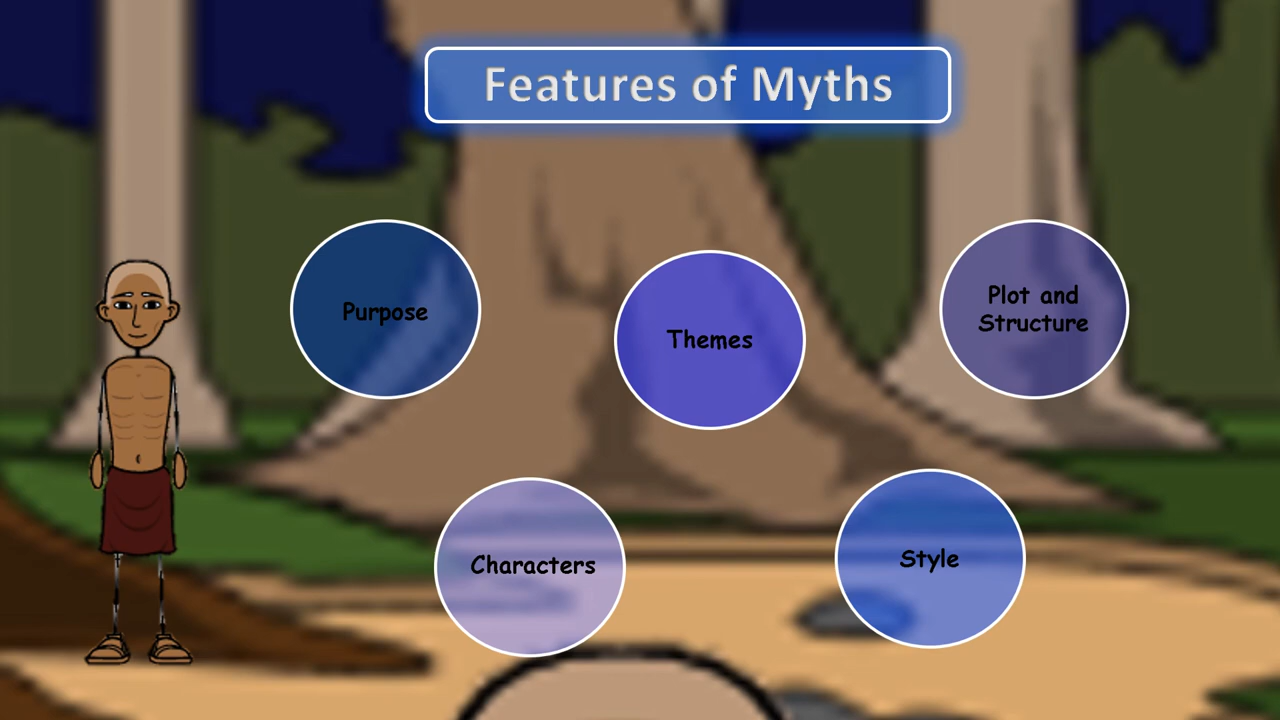 Features of Myths
Purpose
Themes
Plot and
Structure
Characters
Style